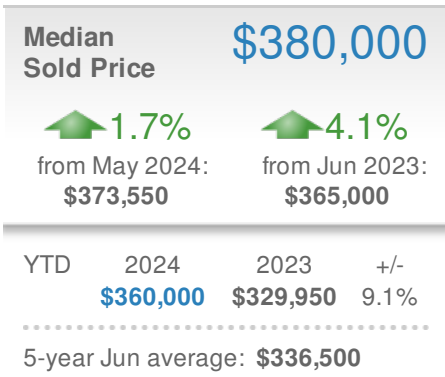 Median $380,000
Sold Price
1.7% 4.1%
from May 2024: from Jun 2023:
$373,550 $365,000
YTD 2024 2023 +/-
$360,000 $329,950 9.1%
5-year Jun average: $336,500